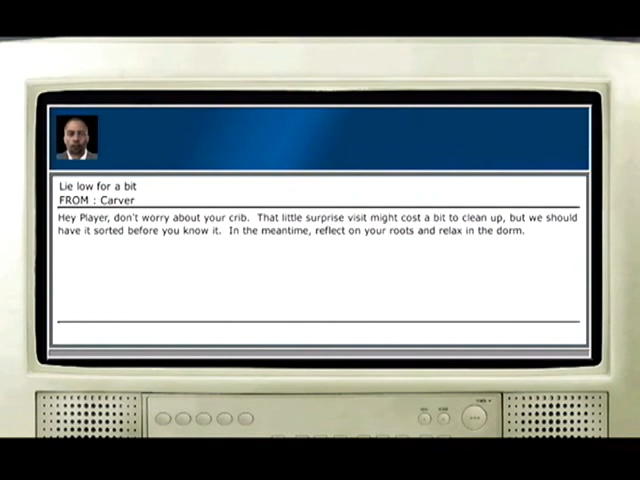 Lie low for a bit
FROM : Carver
Hey Player, don't worry about your crib.  That little surprise visit might cost a bit to clean up, but we should
have it sorted before you know it.  In the meantime, reflect on your roots and relax in the dorm.